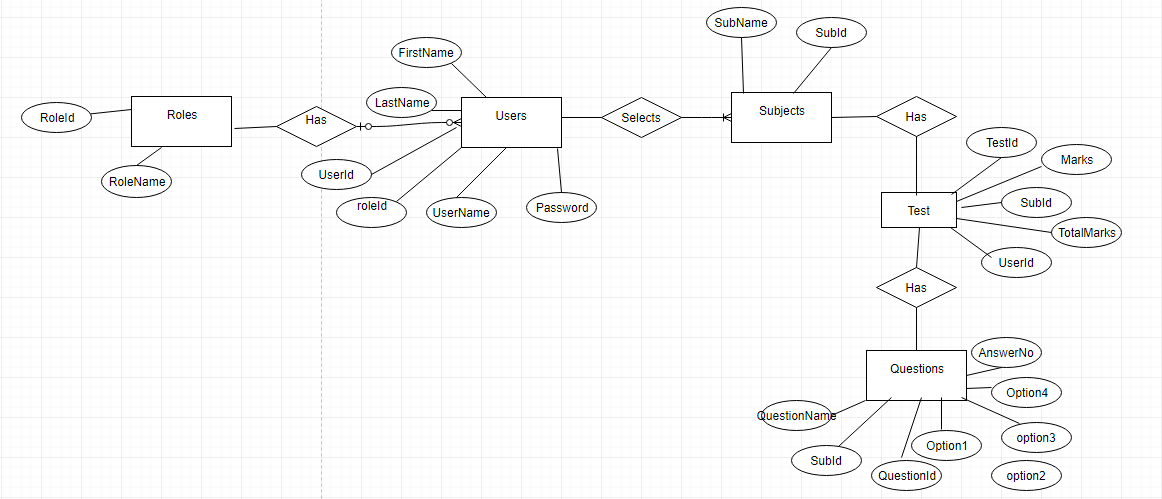 SubName
SubId
FirstName
LastName
RoleId
Roles
Has
Users
Selects
Subjects
Has
RoleName
UserId
roleId
UserName
Password
TestId
Marks
SubId
Test
TotalMarks
UserId
Has
Questions
AnswerNo
Option4
QuestionName
option3
Option1
SubId
QuestionId
option2